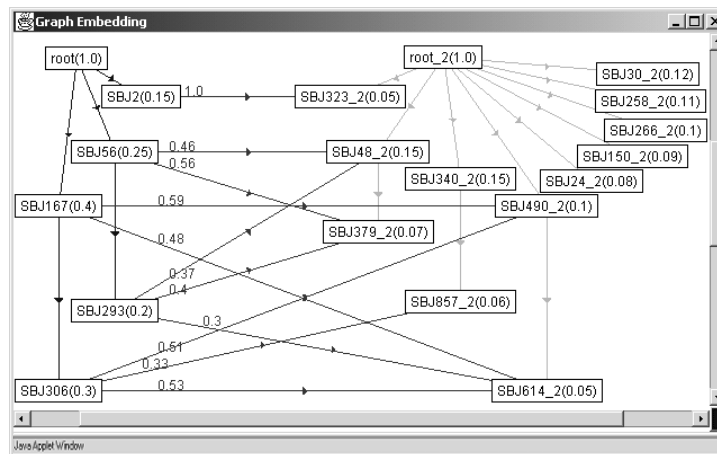 Graph Embedding
root(1.0)
root_2(1.0)
SBJ30_2(0.12)
SBJ2(0.15)
1.0
SBJ323_2(0.05)
SBJ258_2(0.11)
SBJ266_2(0.1)
SBJ56(0.25)
0.46
SBJ48_2(0.15)
SBJ150_2(0.09)
0.56
SBJ340_2(0.15)
SBJ24_2(0.08)
SBJ167(0.4)
0.59
SBJ490_2(0.1)
0.48
SBJ379_2(0.07)
0.37
0.4
SBJ293(0.2)
SBJ857_2(0.06)
0.3
0.51
0.33
SBJ306(0.3)
0.53
SBJ614_2(0.05)
Java Applet Window